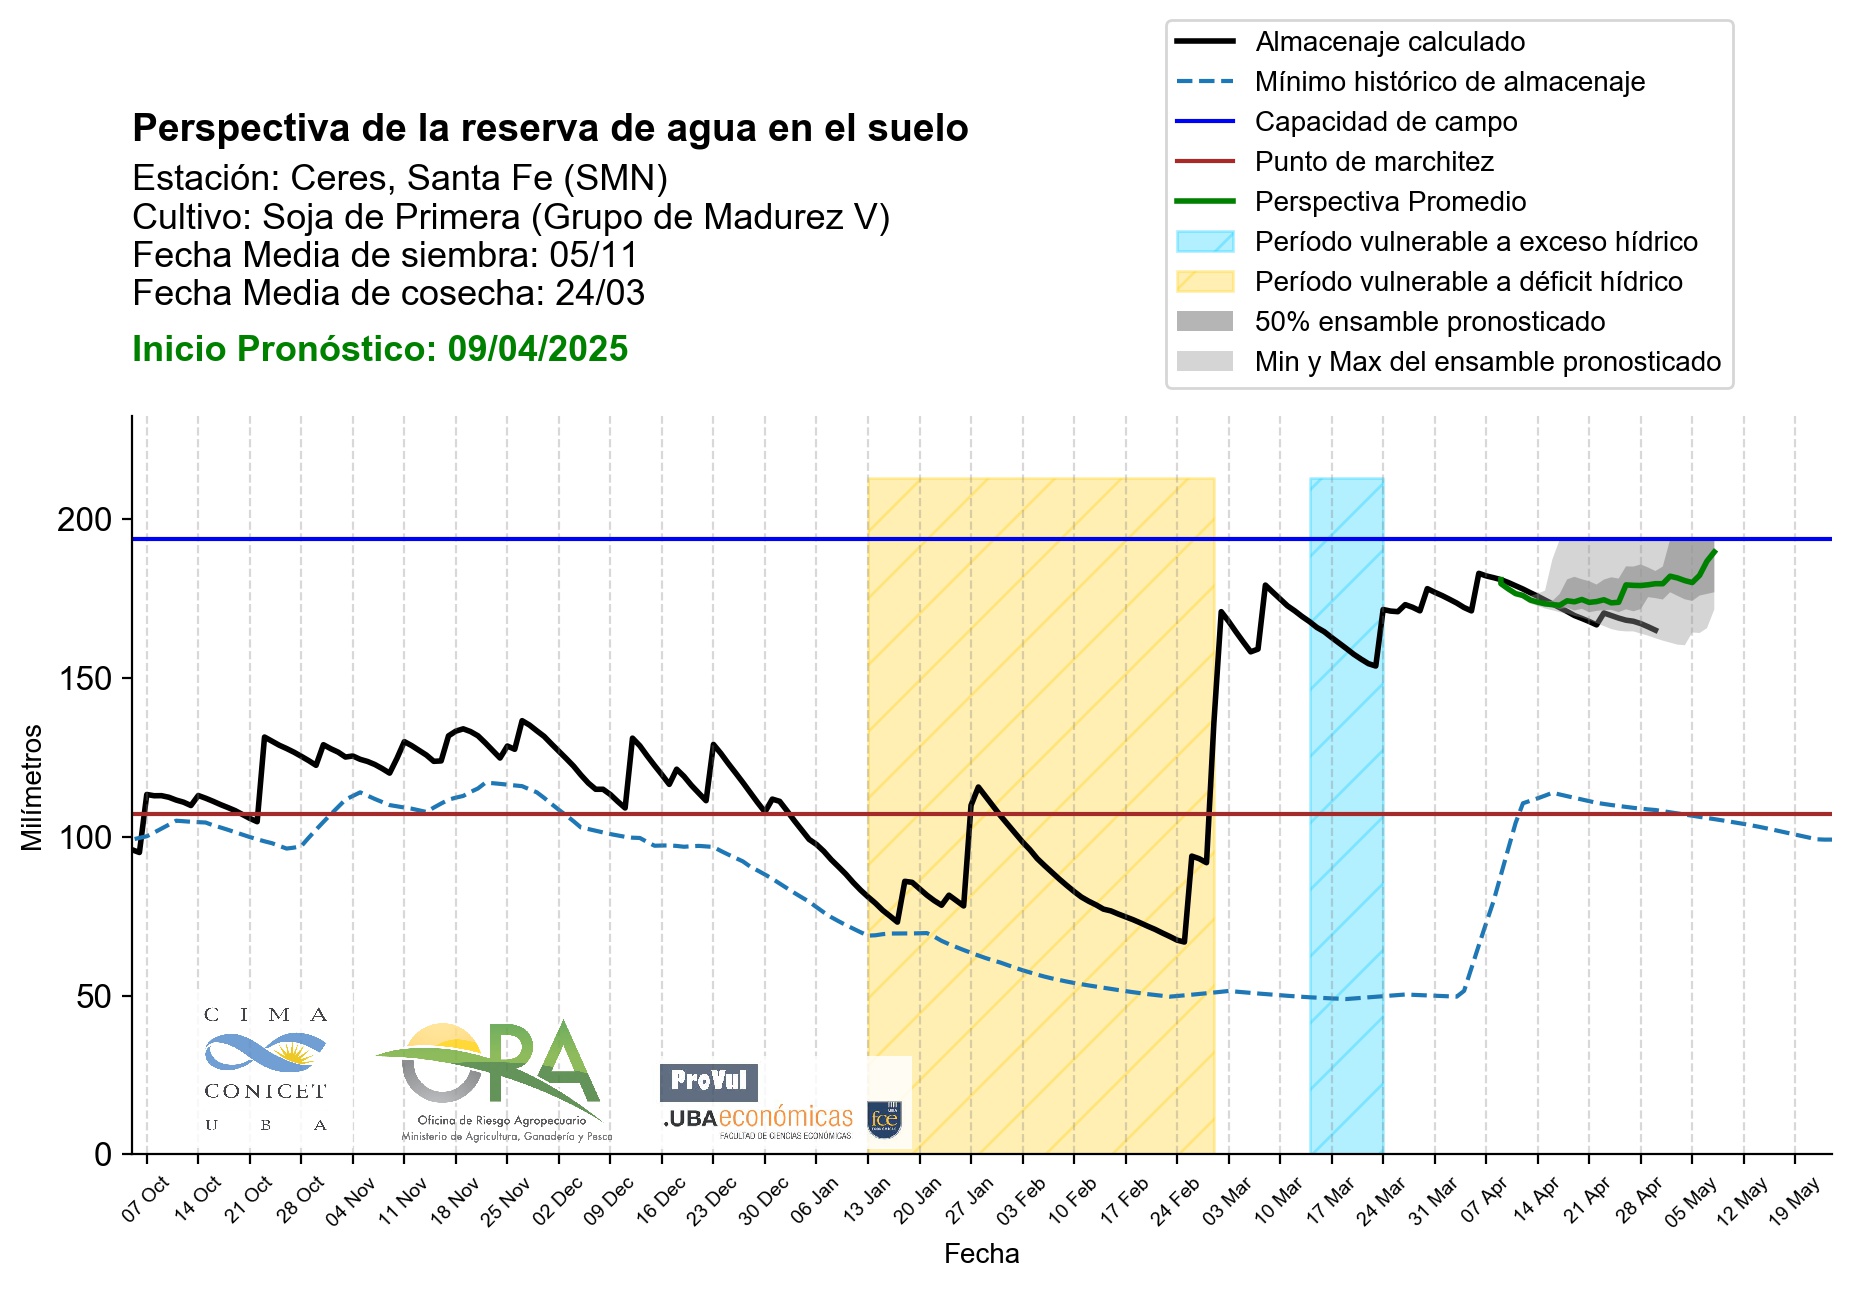 Almacenaje calculado
Mínimo histórico de almacenaje
Capacidad de campo
Punto de marchitez
Perspectiva Promedio
Período vulnerable a exceso hídrico
Período vulnerable a déficit hídrico
50% ensamble pronosticado
Min y Max del ensamble pronosticado
Perspectiva de la reserva de agua en el suelo
Estación: Ceres, Santa Fe (SMN)
Cultivo: Soja de Primera (Grupo de Madurez V)
Fecha Media de siembra: 05/11
Fecha Media de cosecha: 24/03
Inicio Pronóstico: 09/04/2025
Milímetros
200
150
100
50
0
CIMA
CONICET
UBA
ORA
Oficina de Riesgo Agropecuario
Ministerio de Agricultura, Ganadería y Pesca
ProVul
.UBAeconómicas
FACULTAD DE CIENCIAS ECONÓMICAS
UBA
fce
07 Oct
14 Oct
21 Oct
28 Oct
04 Nov
11 Nov
18 Nov
25 Nov
02 Dec
09 Dec
16 Dec
23 Dec
30 Dec
06 Jan
13 Jan
20 Jan
27 Jan
03 Feb
10 Feb
17 Feb
24 Feb
03 Mar
10 Mar
17 Mar
24 Mar
31 Mar
07 Apr
14 Apr
21 Apr
28 Apr
05 May
12 May
19 May
Fecha